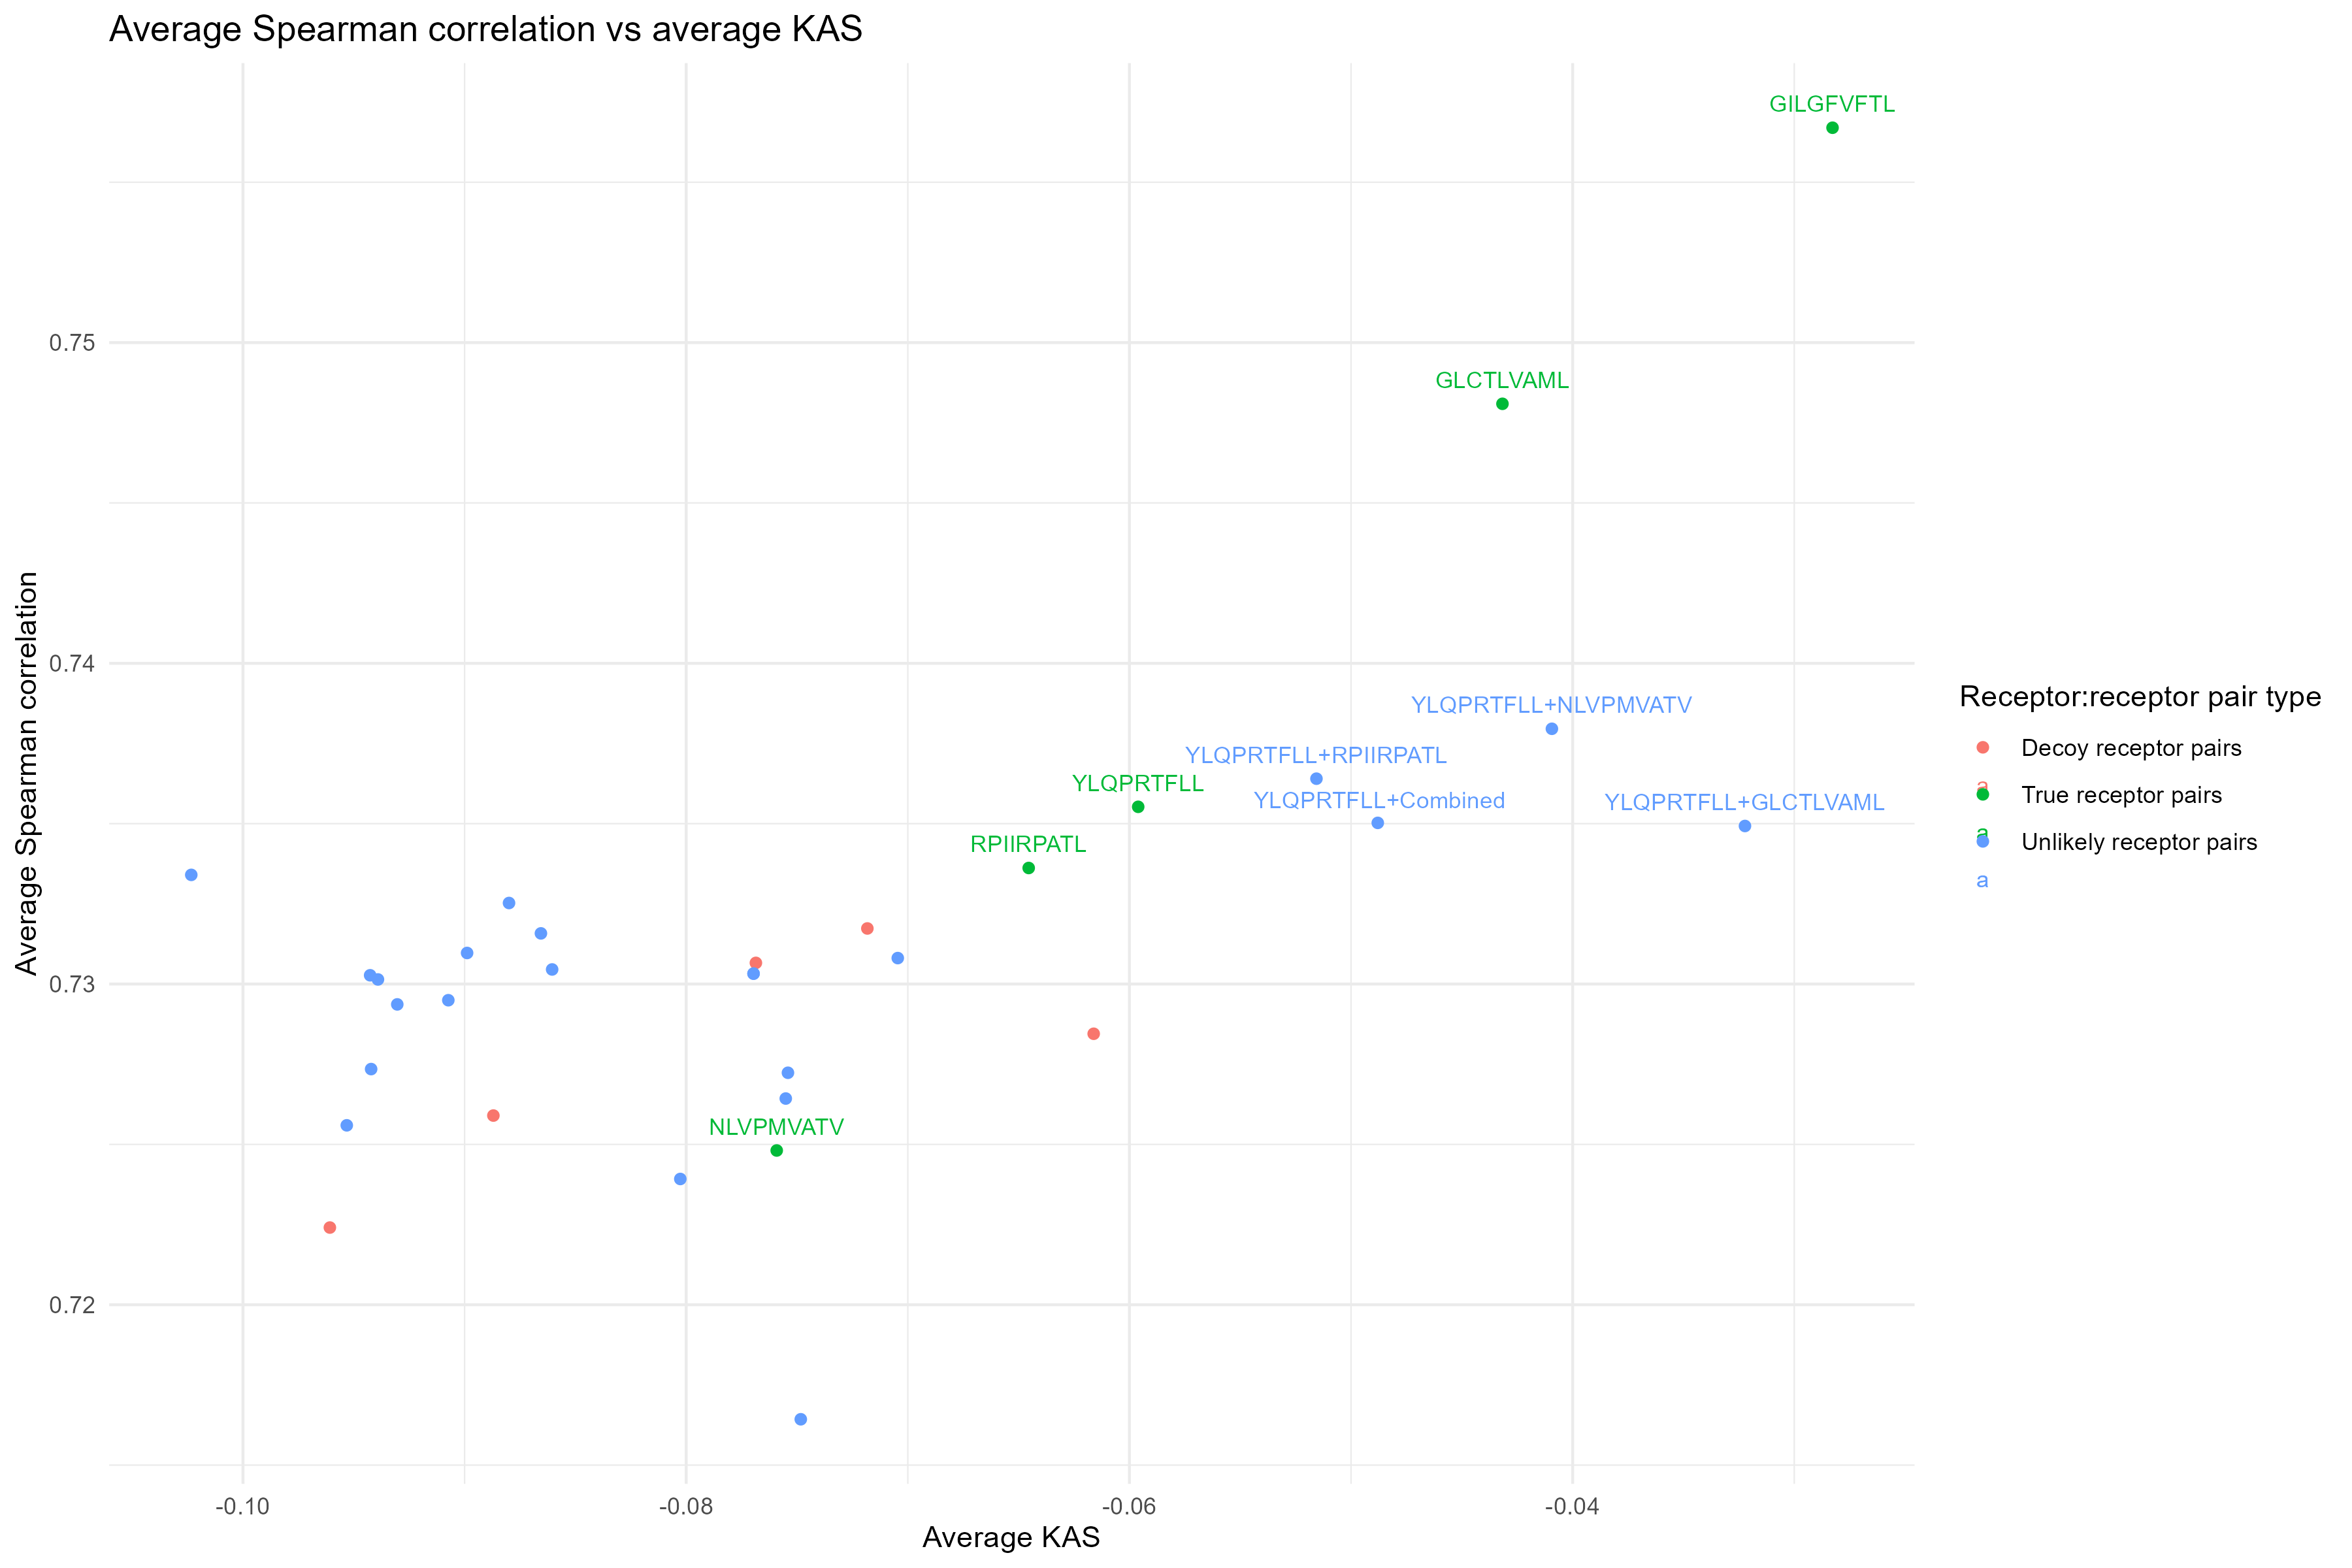 Average Spearman correlation vs average KAS
GILGFVFTL
0.75
GLCTLVAML
0.74
YLQPRTFLL+NLVPMVATV
YLQPRTFLL+RPIIRPATL
YLQPRTFLL
YLQPRTFLL+Combined
YLQPRTFLL+GLCTLVAML
RPIIRPATL
0.73
NLVPMVATV
0.72
Average Spearman correlation
-0.10
-0.08
-0.06
-0.04
Average KAS
Receptor:receptor pair type
Decoy receptor pairs
a
True receptor pairs
a
Unlikely receptor pairs
a